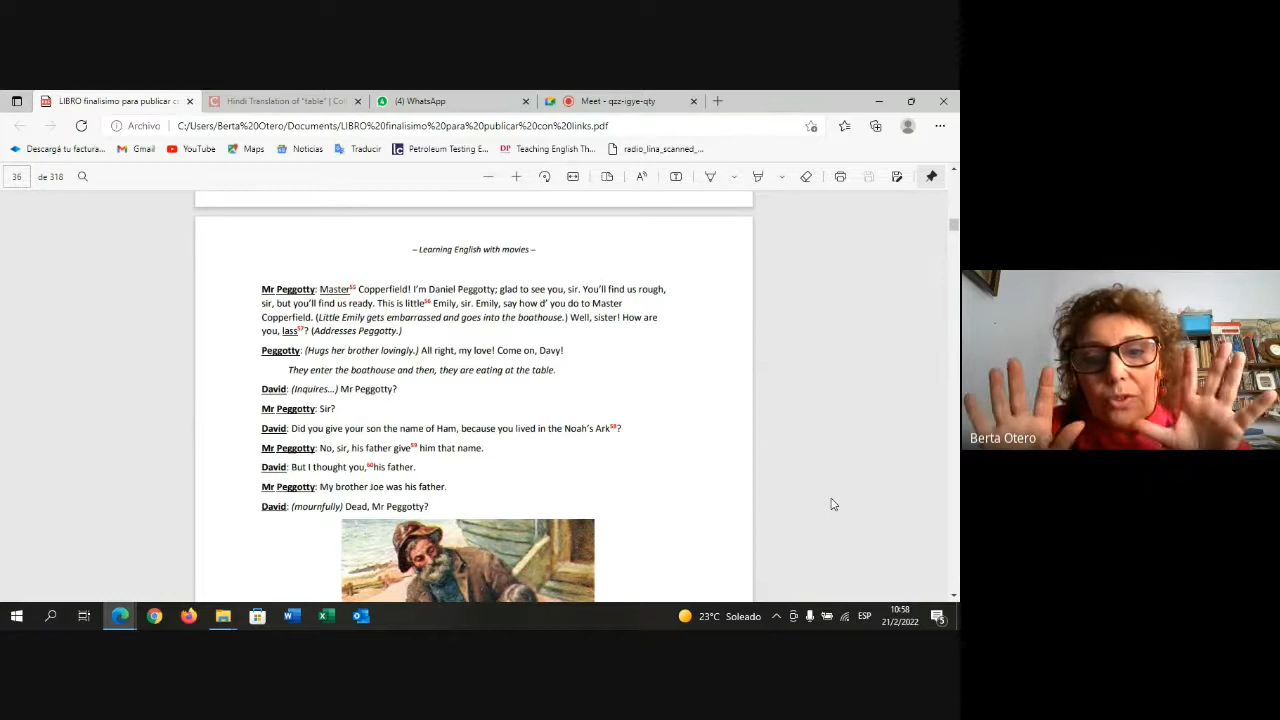 LIBRO finalisimo para publicar c
Hindi Translation of "table" | Co
(4) WhatsApp
Meet - qzz-igye-qty
Archivo C:/Users/Berta%20Otero/Documents/LIBRO%20finalisimo%20para%20publicar%20con%20links.pdf
Descargá tu factura... Gmail YouTube Maps Noticias Traducir Petroleum Testing E... Teaching English Th... radio_lina_scanned_...
36 de 318
– Learning English with movies –
Mr Peggotty: Master55 Copperfield! I'm Daniel Peggotty; glad to see you, sir. You'll find us rough,
sir, but you'll find us ready. This is little56 Emily, sir. Emily, say how d' you do to Master
Copperfield. (Little Emily gets embarrassed and goes into the boathouse.) Well, sister! How are
you, lass57? (Addresses Peggotty.)
Peggotty: (Hugs her brother lovingly.) All right, my love! Come on, Davy!
They enter the boathouse and then, they are eating at the table.
David: (Inquires...) Mr Peggotty?
Mr Peggotty: Sir?
David: Did you give your son the name of Ham, because you lived in the Noah's Ark58?
Mr Peggotty: No, sir, his father give59 him that name.
David: But I thought you,60his father.
Mr Peggotty: My brother Joe was his father.
David: (mournfully) Dead, Mr Peggotty?
Berta Otero
23°C Soleado
ESP
10:58
21/2/2022
5